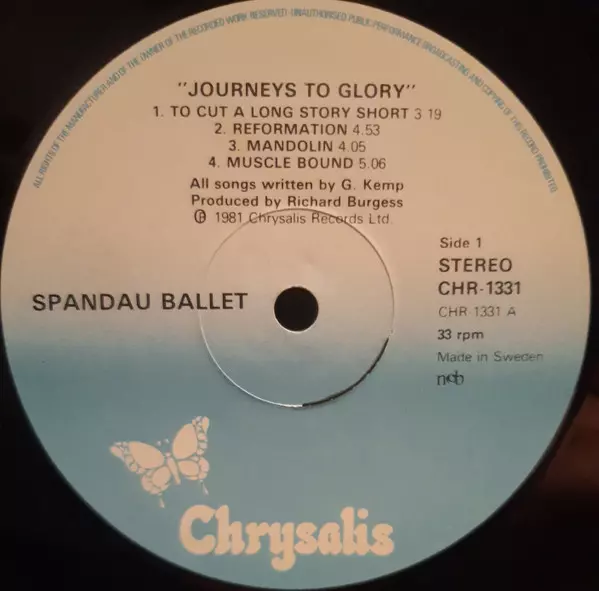 ALL RIGHTS OF THE MANUFACTURER AND OF THE OWNER OF THE RECORDED WORK RESERVED · UNAUTHORISED PUBLIC PERFORMANCE BROADCASTING AND COPYING OF THIS RECORD PROHIBITED
"JOURNEYS TO GLORY"
1. TO CUT A LONG STORY SHORT 3 19
2. REFORMATION 4.53
3. MANDOLIN 4.05
4. MUSCLE BOUND 5.06
All songs written by G. Kemp
Produced by Richard Burgess
℗ 1981 Chrysalis Records Ltd.
Side 1
STEREO
CHR-1331
SPANDAU BALLET
CHR 1331 A
33 rpm
Made in Sweden
ncb
Chrysalis